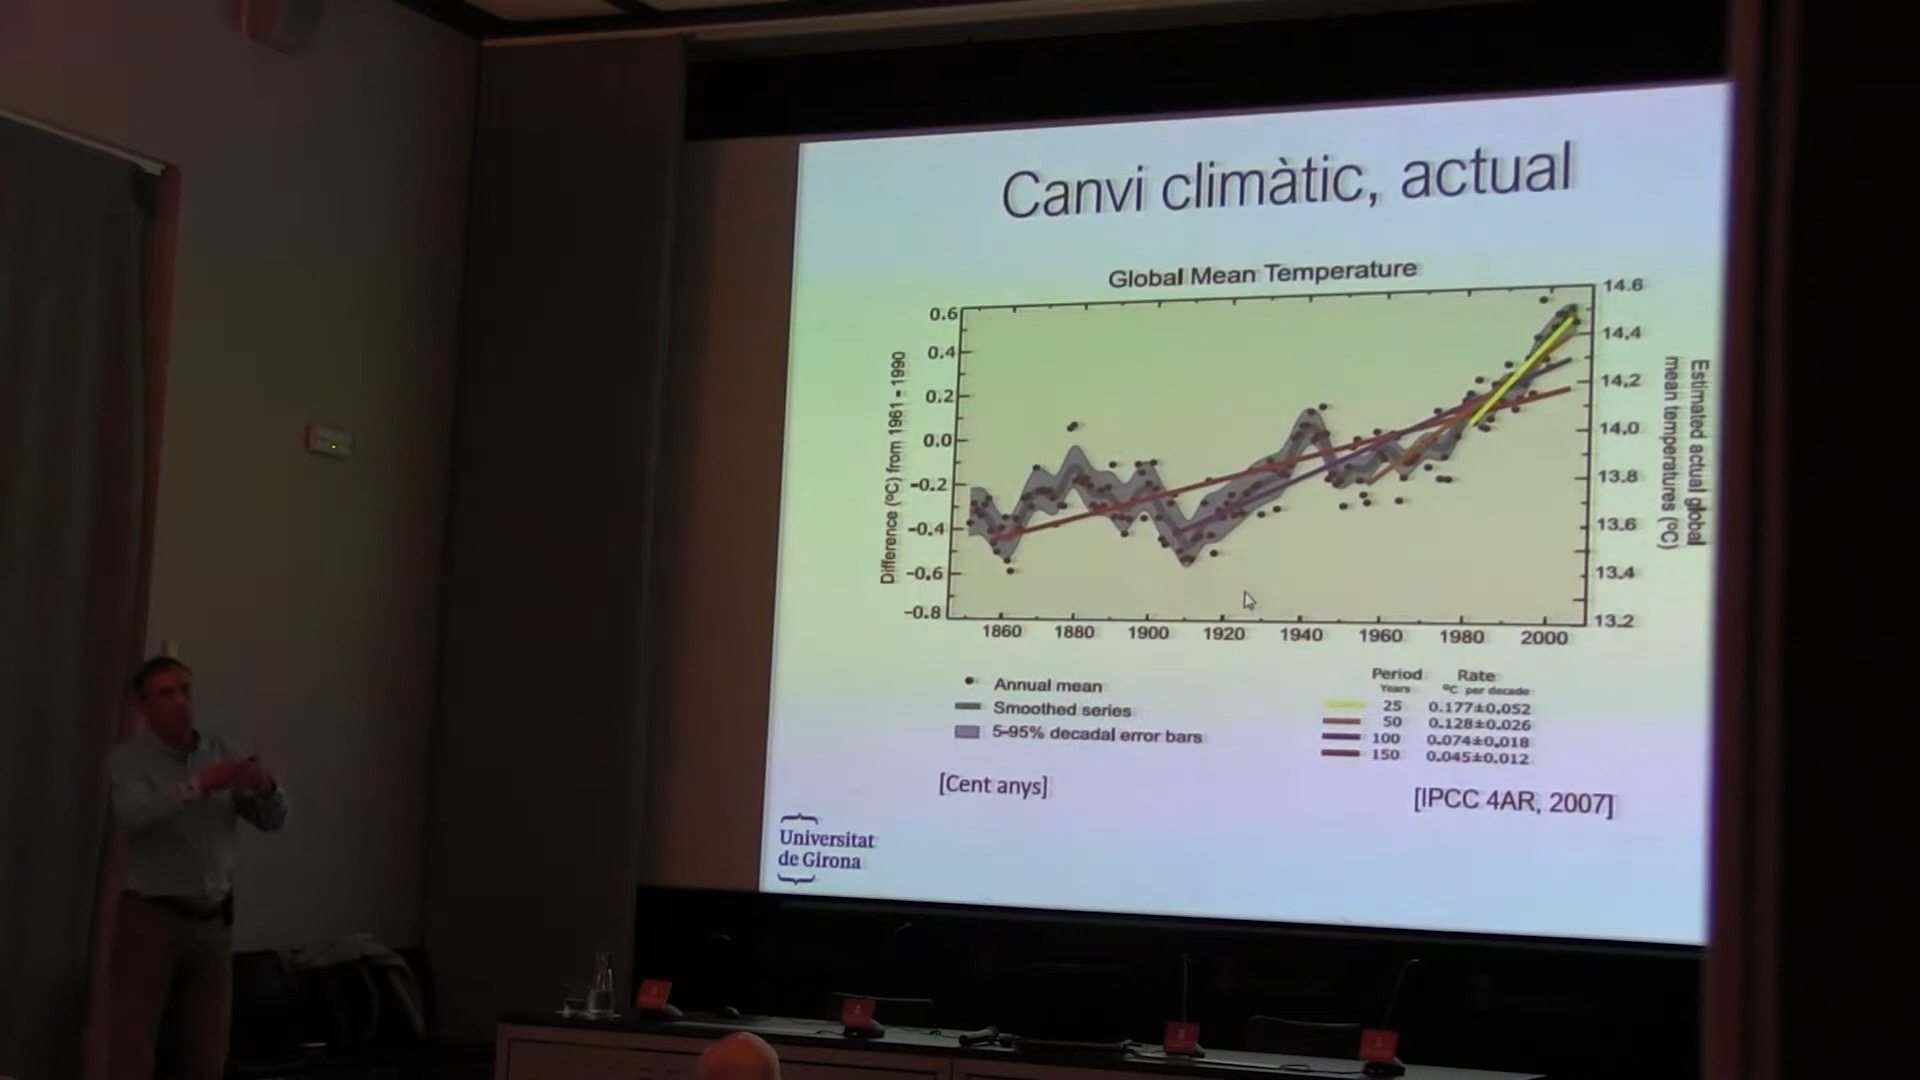 Canvi climàtic, actual
Global Mean Temperature
0.6
0.4
0.2
0.0
-0.2
-0.4
-0.6
-0.8
Difference (ºC) from 1961 - 1990
14.6
14.4
14.2
14.0
13.8
13.6
13.4
13.2
Estimated actual global
mean temperatures (ºC)
1860 1880 1900 1920 1940 1960 1980 2000
Annual mean
Smoothed series
5-95% decadal error bars
Period Rate
Years ºC per decade
25 0.177±0.052
50 0.128±0.026
100 0.074±0.018
150 0.045±0.012
[Cent anys]
[IPCC 4AR, 2007]
Universitat
de Girona